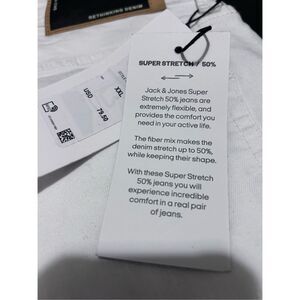 RETHINKING DENIM
SUPER STRETCH / 50%
Jack & Jones Super
Stretch 50% jeans are
extremely flexible, and
provides the comfort you
need in your active life.
The fiber mix makes the
denim stretch up to 50%,
while keeping their shape.
With these Super Stretch
50% jeans you will
experience incredible
comfort in a real pair
of jeans.
XXL
USD
79.50